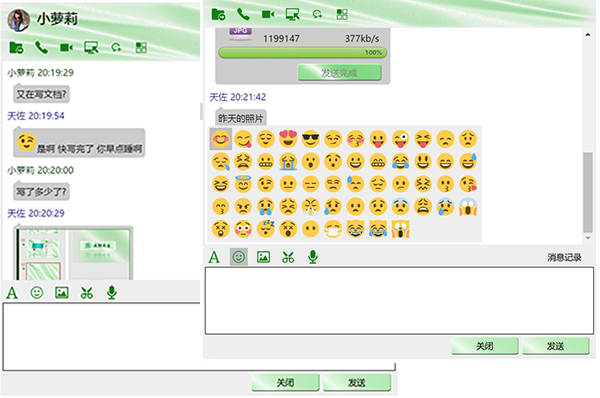 小萝莉
小萝莉 20:19:29
又在写文档?
天佐 20:19:54
是啊 快写完了 你早点睡啊
小萝莉 20:20:00
写了多少了?
天佐 20:20:29
A
关闭
发送
JPG
1199147
377kb/s
100%
发送完成
天佐 20:21:42
昨天的照片
A
消息记录
关闭
发送